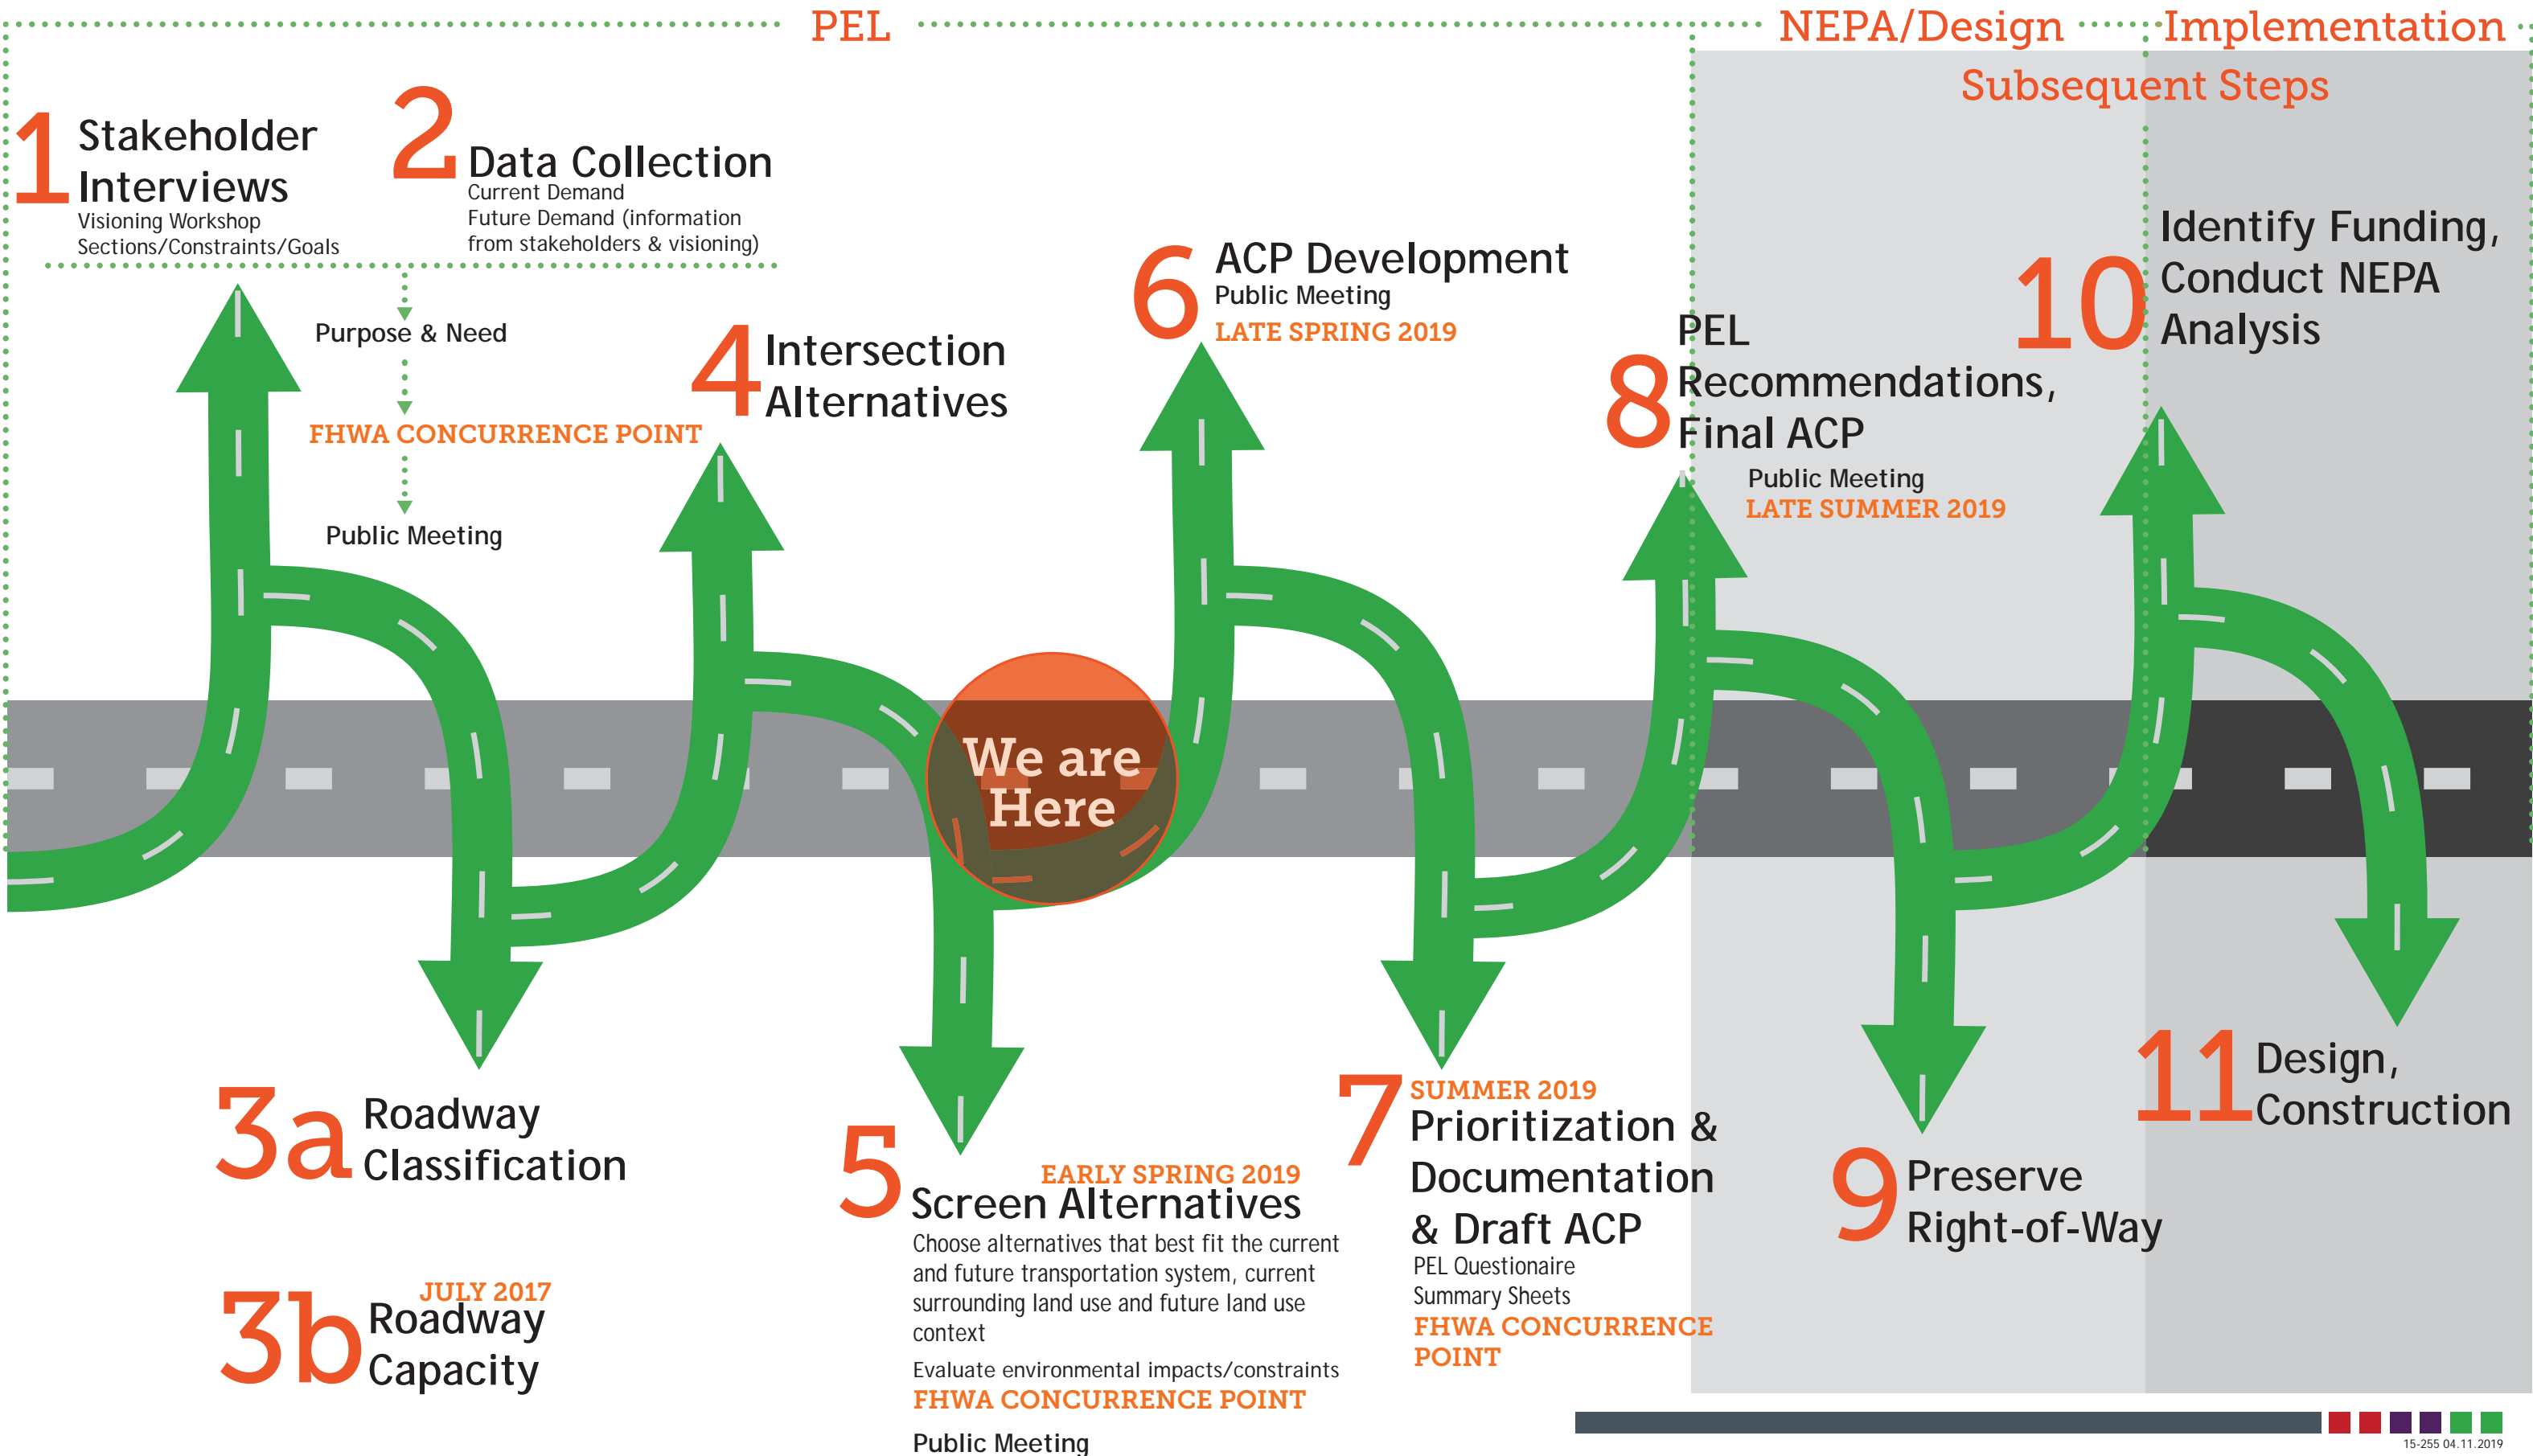 PEL
NEPA/Design
Implementation
Subsequent Steps
1
Stakeholder
Interviews
Visioning Workshop
Sections/Constraints/Goals
2
Data Collection
Current Demand
Future Demand (information
from stakeholders & visioning)
Purpose & Need
FHWA CONCURRENCE POINT
Public Meeting
3a
Roadway
Classification
3b
JULY 2017
Roadway
Capacity
4
Intersection
Alternatives
We are
Here
5
EARLY SPRING 2019
Screen Alternatives
Choose alternatives that best fit the current
and future transportation system, current
surrounding land use and future land use
context
Evaluate environmental impacts/constraints
FHWA CONCURRENCE POINT
Public Meeting
6
ACP Development
Public Meeting
LATE SPRING 2019
7
SUMMER 2019
Prioritization &
Documentation
& Draft ACP
PEL Questionaire
Summary Sheets
FHWA CONCURRENCE
POINT
8
PEL
Recommendations,
Final ACP
Public Meeting
LATE SUMMER 2019
9
Preserve
Right-of-Way
10
Identify Funding,
Conduct NEPA
Analysis
11
Design,
Construction
15-255 04.11.2019